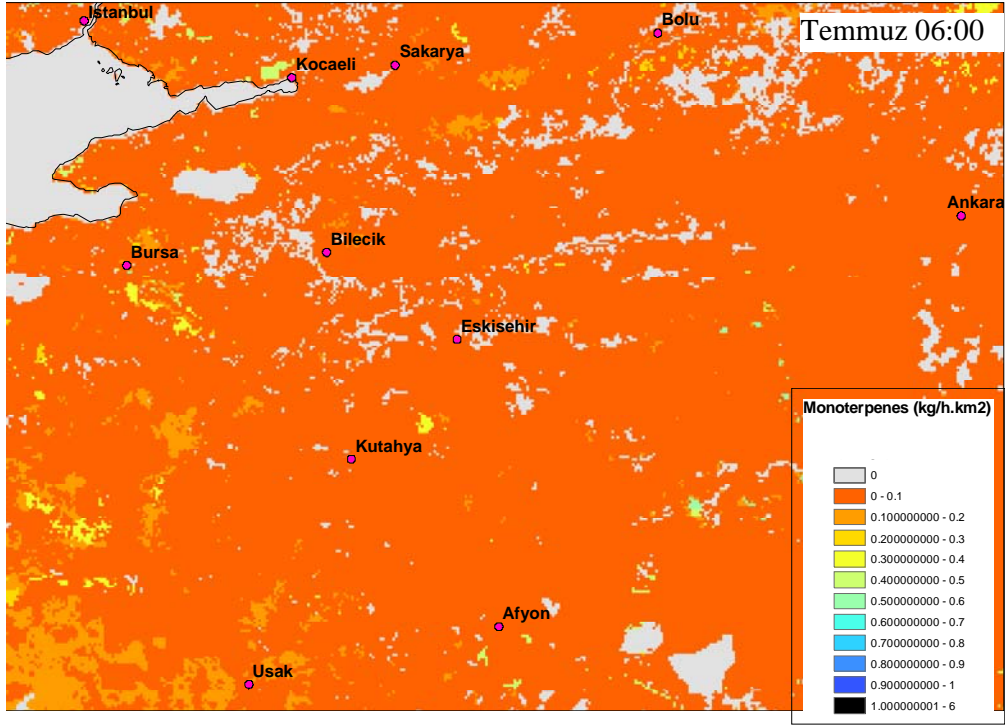 Istanbul
Bolu
Temmuz 06:00
Sakarya
Kocaeli
Ankara
Bilecik
Bursa
Eskisehir
Kutahya
Afyon
Usak
Monoterpenes (kg/h.km2)
0
0 - 0.1
0.100000000 - 0.2
0.200000000 - 0.3
0.300000000 - 0.4
0.400000000 - 0.5
0.500000000 - 0.6
0.600000000 - 0.7
0.700000000 - 0.8
0.800000000 - 0.9
0.900000000 - 1
1.000000001 - 6